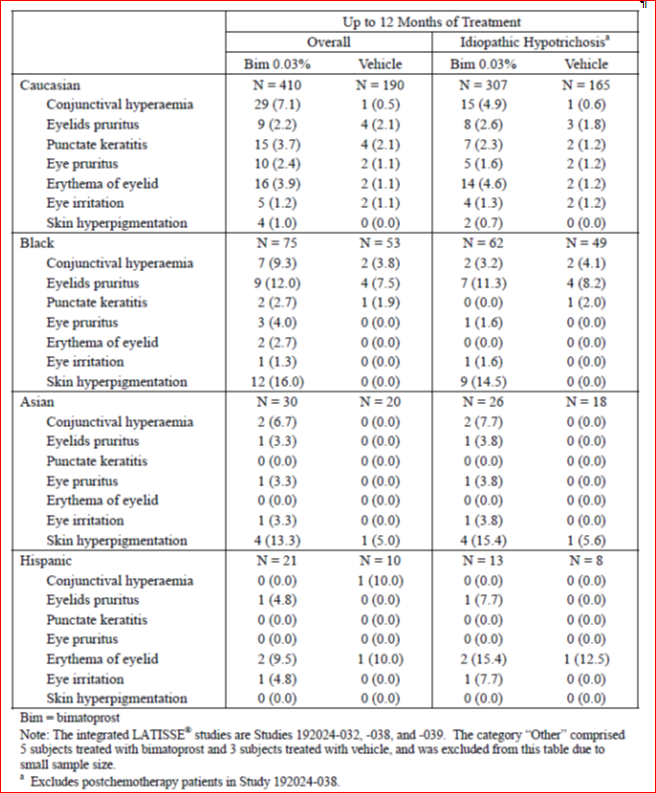 ¶
Up to 12 Months of Treatment
Overall Idiopathic Hypotrichosisᵃ
Bim 0.03% Vehicle Bim 0.03% Vehicle
Caucasian N = 410 N = 190 N = 307 N = 165
Conjunctival hyperaemia 29 (7.1) 1 (0.5) 15 (4.9) 1 (0.6)
Eyelids pruritus 9 (2.2) 4 (2.1) 8 (2.6) 3 (1.8)
Punctate keratitis 15 (3.7) 4 (2.1) 7 (2.3) 2 (1.2)
Eye pruritus 10 (2.4) 2 (1.1) 5 (1.6) 2 (1.2)
Erythema of eyelid 16 (3.9) 2 (1.1) 14 (4.6) 2 (1.2)
Eye irritation 5 (1.2) 2 (1.1) 4 (1.3) 2 (1.2)
Skin hyperpigmentation 4 (1.0) 0 (0.0) 2 (0.7) 0 (0.0)
Black N = 75 N = 53 N = 62 N = 49
Conjunctival hyperaemia 7 (9.3) 2 (3.8) 2 (3.2) 2 (4.1)
Eyelids pruritus 9 (12.0) 4 (7.5) 7 (11.3) 4 (8.2)
Punctate keratitis 2 (2.7) 1 (1.9) 0 (0.0) 1 (2.0)
Eye pruritus 3 (4.0) 0 (0.0) 1 (1.6) 0 (0.0)
Erythema of eyelid 2 (2.7) 0 (0.0) 0 (0.0) 0 (0.0)
Eye irritation 1 (1.3) 0 (0.0) 1 (1.6) 0 (0.0)
Skin hyperpigmentation 12 (16.0) 0 (0.0) 9 (14.5) 0 (0.0)
Asian N = 30 N = 20 N = 26 N = 18
Conjunctival hyperaemia 2 (6.7) 0 (0.0) 2 (7.7) 0 (0.0)
Eyelids pruritus 1 (3.3) 0 (0.0) 1 (3.8) 0 (0.0)
Punctate keratitis 0 (0.0) 0 (0.0) 0 (0.0) 0 (0.0)
Eye pruritus 1 (3.3) 0 (0.0) 1 (3.8) 0 (0.0)
Erythema of eyelid 0 (0.0) 0 (0.0) 0 (0.0) 0 (0.0)
Eye irritation 1 (3.3) 0 (0.0) 1 (3.8) 0 (0.0)
Skin hyperpigmentation 4 (13.3) 1 (5.0) 4 (15.4) 1 (5.6)
Hispanic N = 21 N = 10 N = 13 N = 8
Conjunctival hyperaemia 0 (0.0) 1 (10.0) 0 (0.0) 0 (0.0)
Eyelids pruritus 1 (4.8) 0 (0.0) 1 (7.7) 0 (0.0)
Punctate keratitis 0 (0.0) 0 (0.0) 0 (0.0) 0 (0.0)
Eye pruritus 0 (0.0) 0 (0.0) 0 (0.0) 0 (0.0)
Erythema of eyelid 2 (9.5) 1 (10.0) 2 (15.4) 1 (12.5)
Eye irritation 1 (4.8) 0 (0.0) 1 (7.7) 0 (0.0)
Skin hyperpigmentation 0 (0.0) 0 (0.0) 0 (0.0) 0 (0.0)
Bim = bimatoprost
Note: The integrated LATISSE® studies are Studies 192024-032, -038, and -039. The category “Other” comprised
5 subjects treated with bimatoprost and 3 subjects treated with vehicle, and was excluded from this table due to
small sample size.
ᵃ Excludes postchemotherapy patients in Study 192024-038.